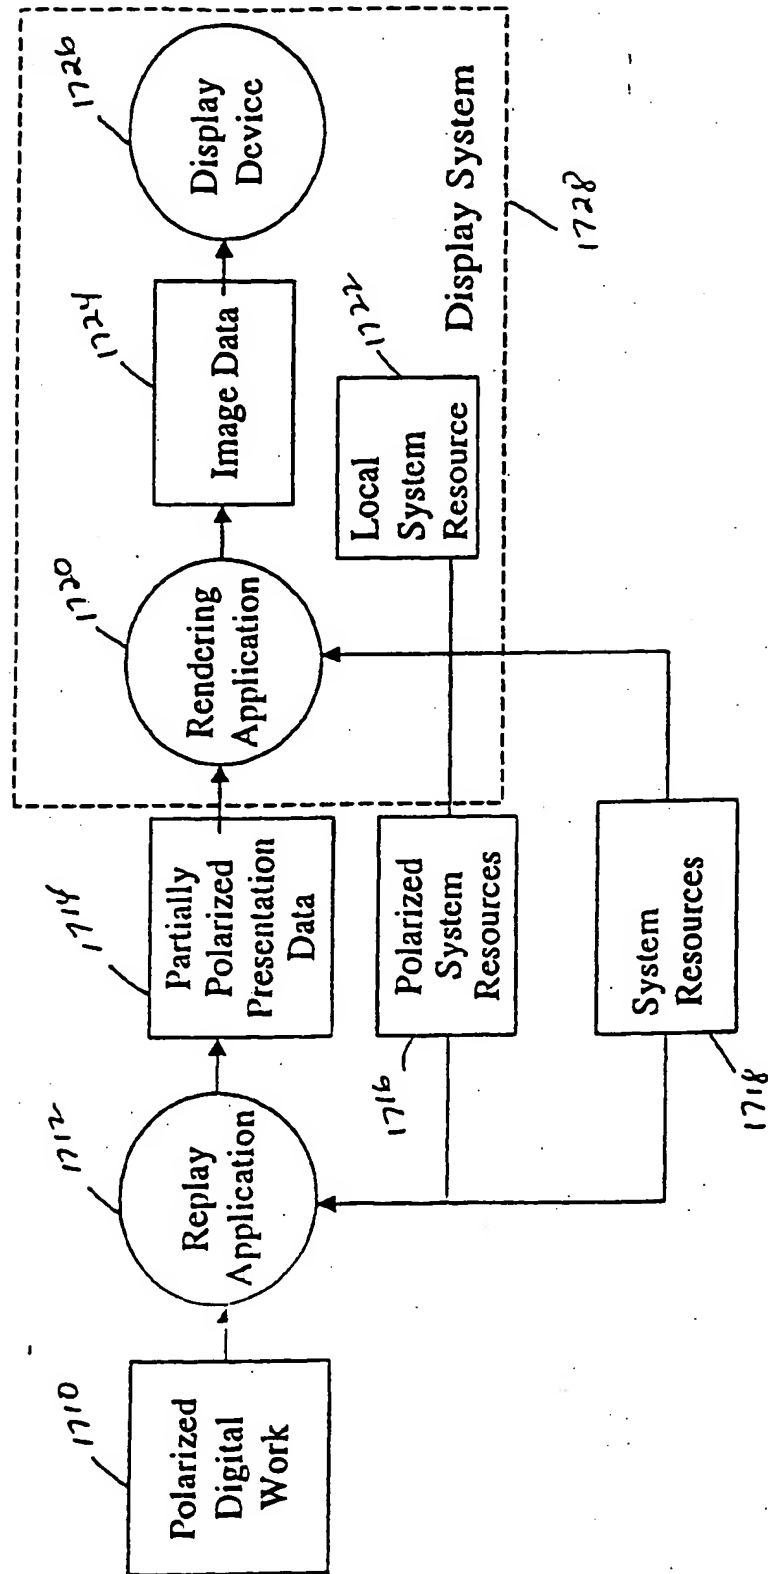 1710
Polarized
Digital
Work
1712
Replay
Application
1714
Partially
Polarized
Presentation
Data
1720
Rendering
Application
1724
Image Data
1726
Display
Device
1716
Polarized
System
Resources
1722
Local
System
Resource
Display System
1728
System
Resources
1718